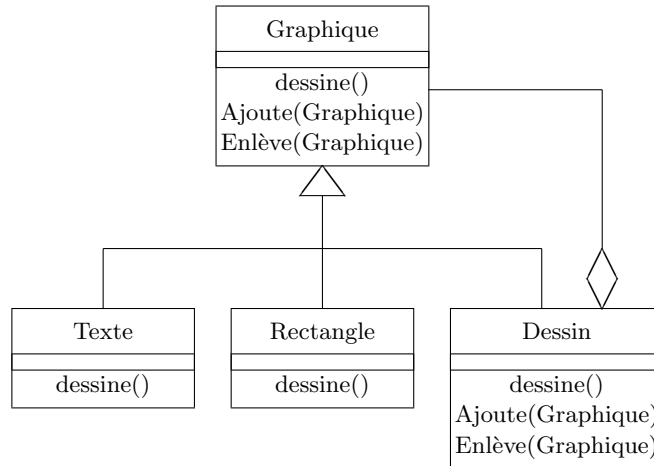 Graphique
dessine()
Ajoute(Graphique)
Enlève(Graphique)
Texte
dessine()
Rectangle
dessine()
Dessin
dessine()
Ajoute(Graphique)
Enlève(Graphique)